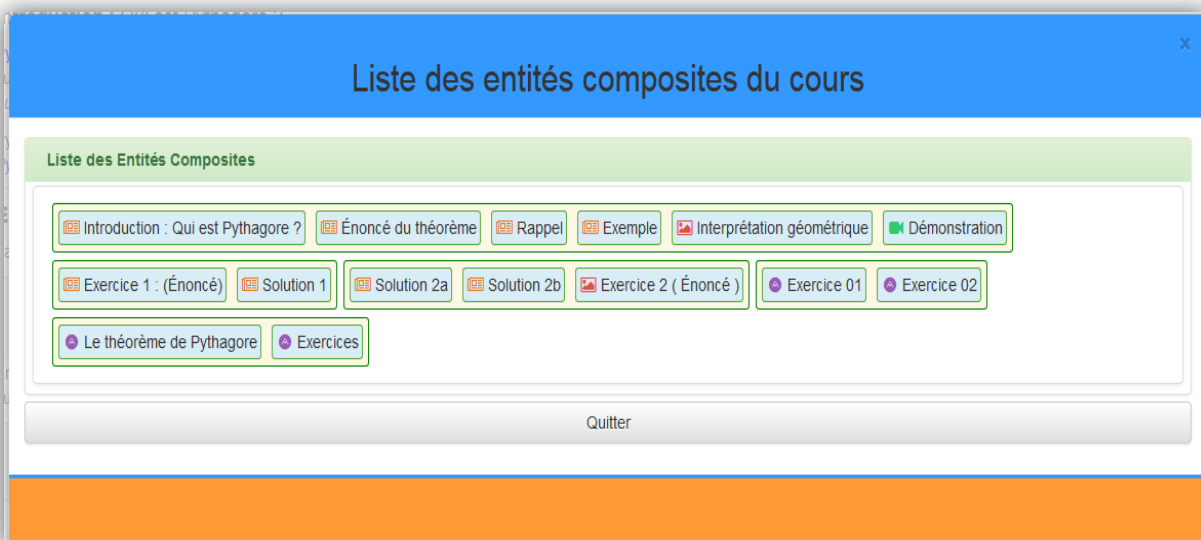 x
Liste des entités composites du cours
Liste des Entités Composites
Introduction : Qui est Pythagore ? Énoncé du théorème Rappel Exemple Interprétation géométrique Démonstration
Exercice 1 : (Énoncé) Solution 1 Solution 2a Solution 2b Exercice 2 ( Énoncé ) Exercice 01 Exercice 02
Le théorème de Pythagore Exercices
Quitter